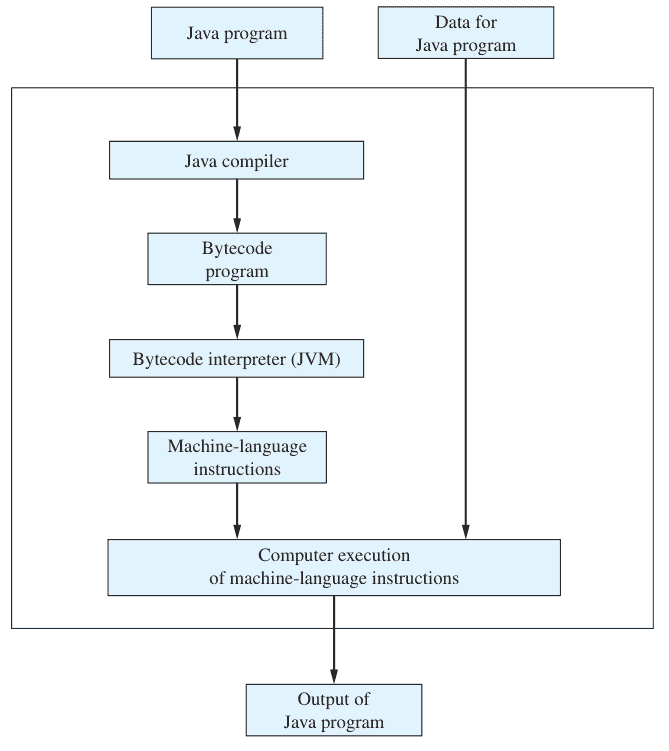 Java program
Data for
Java program
Java compiler
Bytecode
program
Bytecode interpreter (JVM)
Machine-language
instructions
Computer execution
of machine-language instructions
Output of
Java program